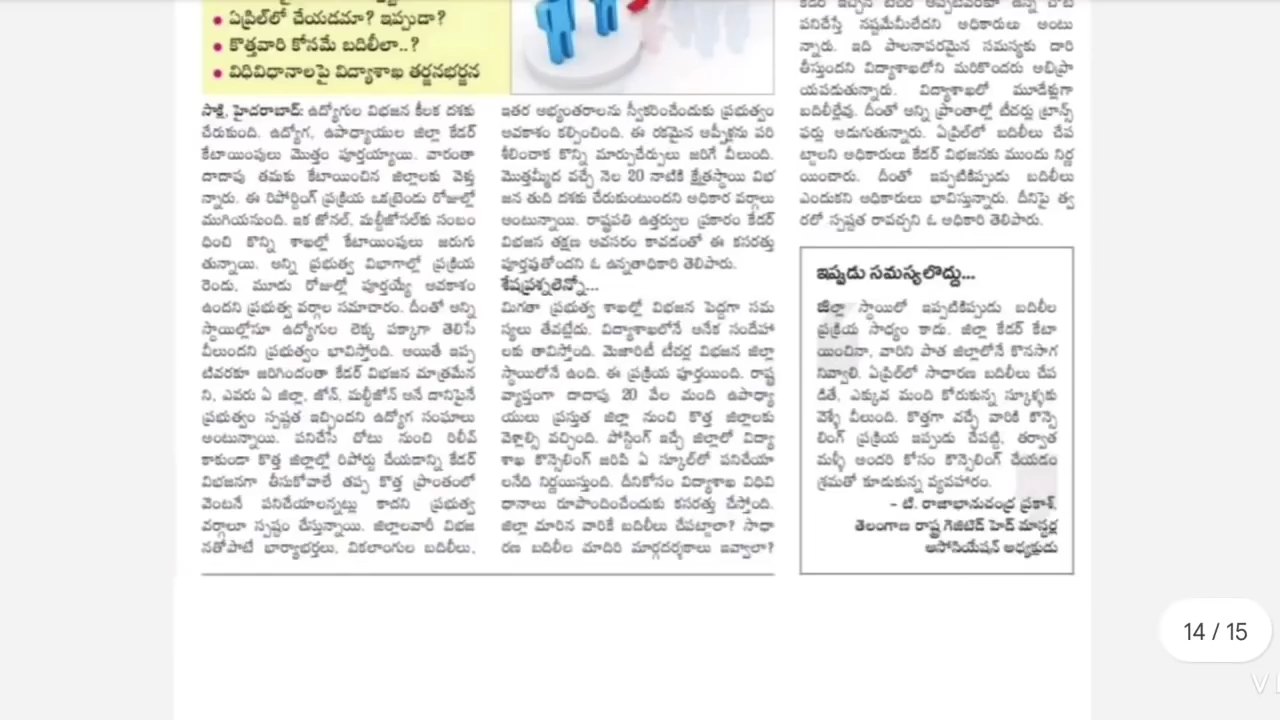 • ఏప్రిల్‌లో చేయడమా? ఇప్పుడా?
• కొత్తవారి కోసమే బదిలీలా..?
• విధివిధానాలపై విద్యాశాఖ తర్జనభర్జన
సాక్షి, హైదరాబాద్: ఉద్యోగుల విభజన కీలక దశకు
చేరుకుంది. ఉద్యోగ, ఉపాధ్యాయుల జిల్లా కేడర్
కేటాయింపులు మొత్తం పూర్తయ్యాయి. వారంతా
దాదాపు తమకు కేటాయించిన జిల్లాలకు వెళ్తు
న్నారు. ఈ రిపోర్టింగ్ ప్రక్రియ ఒకట్రెండు రోజుల్లో
ముగియనుంది. ఇక జోనల్, మల్టీజోనల్‌కు సంబం
ధించి కొన్ని శాఖల్లో కేటాయింపులు జరుగు
తున్నాయి. అన్ని ప్రభుత్వ విభాగాల్లో ప్రక్రియ
రెండు, మూడు రోజుల్లో పూర్తయ్యే అవకాశం
ఉందని ప్రభుత్వ వర్గాల సమాచారం. దీంతో అన్ని
స్థాయిల్లోనూ ఉద్యోగుల లెక్క పక్కాగా తెలిసే
వీలుందని ప్రభుత్వం భావిస్తోంది. అయితే ఇప్ప
టివరకూ జరిగిందంతా కేడర్ విభజన మాత్రమేన
ని, ఎవరు ఏ జిల్లా, జోన్, మల్టీజోన్ అనే దానిపైనే
ప్రభుత్వం స్పష్టత ఇచ్చిందని ఉద్యోగ సంఘాలు
అంటున్నాయి. పనిచేసే చోటు నుంచి రిలీవ్
కాకుండా కొత్త జిల్లాల్లో రిపోర్టు చేయడాన్ని కేడర్
విభజనగా తీసుకోవాలే తప్ప కొత్త ప్రాంతంలో
వెంటనే పనిచేయాలన్నట్లు కాదని ప్రభుత్వ
వర్గాలూ స్పష్టం చేస్తున్నాయి. జిల్లాలవారీ విభజ
నతోపాటే భార్యాభర్తలు, వికలాంగుల బదిలీలు,
ఇతర అభ్యంతరాలను స్వీకరించేందుకు ప్రభుత్వం
అవకాశం కల్పించింది. ఈ రకమైన అప్పీళ్లను పరి
శీలించాక కొన్ని మార్పుచేర్పులు జరిగే వీలుంది.
మొత్తమ్మీద వచ్చే నెల 20 నాటికి క్షేత్రస్థాయి విభ
జన తుది దశకు చేరుకుంటుందని అధికార వర్గాలు
అంటున్నాయి. రాష్ట్రపతి ఉత్తర్వుల ప్రకారం కేడర్
విభజన తక్షణ అవసరం కావడంతో ఈ కసరత్తు
పూర్తవుతోందని ఓ ఉన్నతాధికారి తెలిపారు.
శేషప్రశ్నలెన్నో...
మిగతా ప్రభుత్వ శాఖల్లో విభజన పెద్దగా సమ
స్యలు తేవట్లేదు. విద్యాశాఖలోనే అనేక సందేహా
లకు తావిస్తోంది. మెజారిటీ టీచర్ల విభజన జిల్లా
స్థాయిలోనే ఉంది. ఈ ప్రక్రియ పూర్తయింది. రాష్ట్ర
వ్యాప్తంగా దాదాపు 20 వేల మంది ఉపాధ్యా
యులు ప్రస్తుత జిల్లా నుంచి కొత్త జిల్లాలకు
వెళ్లాల్సి వచ్చింది. పోస్టింగ్ ఇచ్చే జిల్లాలో విద్యా
శాఖ కౌన్సెలింగ్ జరిపి ఏ స్కూల్‌లో పనిచేయా
లనేది నిర్ణయిస్తుంది. దీనికోసం విద్యాశాఖ విధివి
ధానాలు రూపొందించేందుకు కసరత్తు చేస్తోంది.
జిల్లా మారిన వారికే బదిలీలు చేపట్టాలా? సాధా
రణ బదిలీల మాదిరి మార్గదర్శకాలు ఇవ్వాలా?
పనిచేస్తే నష్టమేమీలేదని అధికారులు అంటు
న్నారు. ఇది పాలనాపరమైన సమస్యకు దారి
తీస్తుందని విద్యాశాఖలోని మరికొందరు అభిప్రా
యపడుతున్నారు. విద్యాశాఖలో మూడేళ్లుగా
బదిలీల్లేవు. దీంతో అన్ని ప్రాంతాల్లో టీచర్లు ట్రాన్స్
ఫర్లు అడుగుతున్నారు. ఏప్రిల్‌లో బదిలీలు చేప
ట్టాలని అధికారులు కేడర్ విభజనకు ముందు నిర్ణ
యించారు. దీంతో ఇప్పటికిప్పుడు బదిలీలు
ఎందుకని అధికారులు భావిస్తున్నారు. దీనిపై త్వ
రలో స్పష్టత రావచ్చని ఓ అధికారి తెలిపారు.
ఇప్పుడు సమస్యలొద్దు...
జిల్లా స్థాయిలో ఇప్పటికిప్పుడు బదిలీల
ప్రక్రియ సాధ్యం కాదు. జిల్లా కేడర్ కేటా
యించినా, వారిని పాత జిల్లాలోనే కొనసాగ
నివ్వాలి. ఏప్రిల్‌లో సాధారణ బదిలీలు చేప
డితే, ఎక్కువ మంది కోరుకున్న స్కూళ్ళకు
వెళ్ళే వీలుంది. కొత్తగా వచ్చే వారికి కౌన్సె
లింగ్ ప్రక్రియ ఇప్పుడు చేపట్టి, తర్వాత
మళ్ళీ అందరి కోసం కౌన్సెలింగ్ చేయడం
శ్రమతో కూడుకున్న వ్యవహారం.
– టి. రాజాభానుచంద్ర ప్రకాశ్,
తెలంగాణ రాష్ట్ర గెజిటెడ్ హెడ్ మాస్టర్ల
అసోసియేషన్ అధ్యక్షుడు
14 / 15